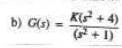 b) G(s) = K(s² + 4) / (s² + 1)